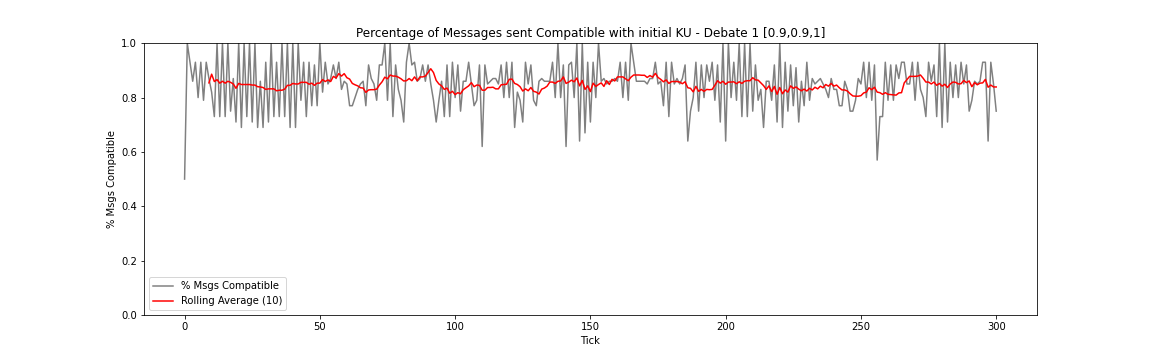 Percentage of Messages sent Compatible with initial KU - Debate 1 [0.9,0.9,1]
1.0
0.8
0.6
0.4
0.2
0.0
% Msgs Compatible
% Msgs Compatible
Rolling Average (10)
0 50 100 150 200 250 300
Tick